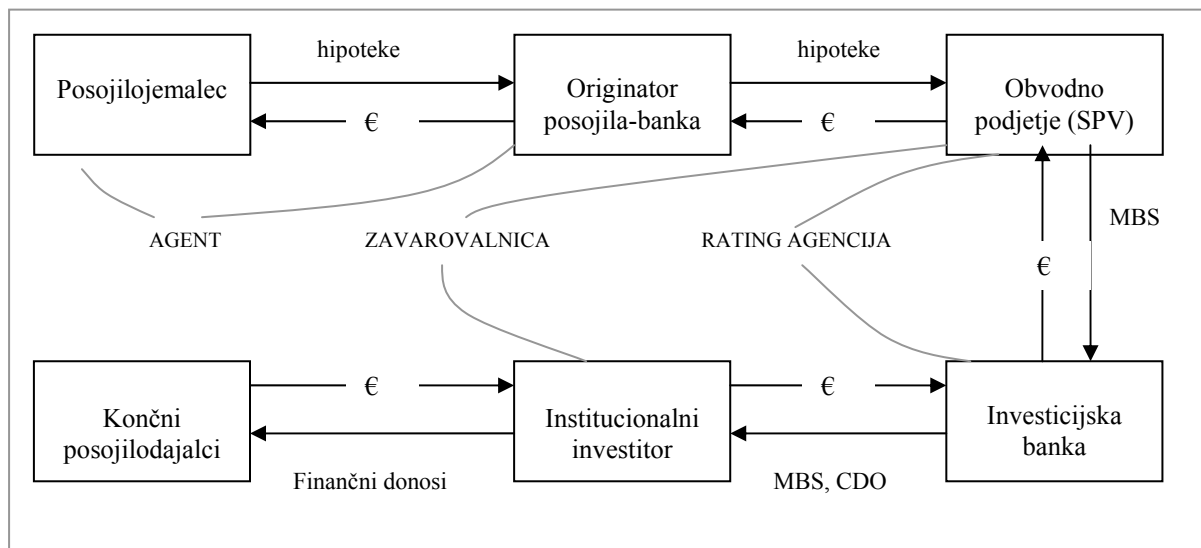 hipoteke
hipoteke
Posojilojemalec
Originator
posojila-banka
Obvodno
podjetje (SPV)
€
€
AGENT
ZAVAROVALNICA
RATING AGENCIJA
MBS
€
Končni
posojilodajalci
€
Institucionalni
investitor
€
Investicijska
banka
Finančni donosi
MBS, CDO